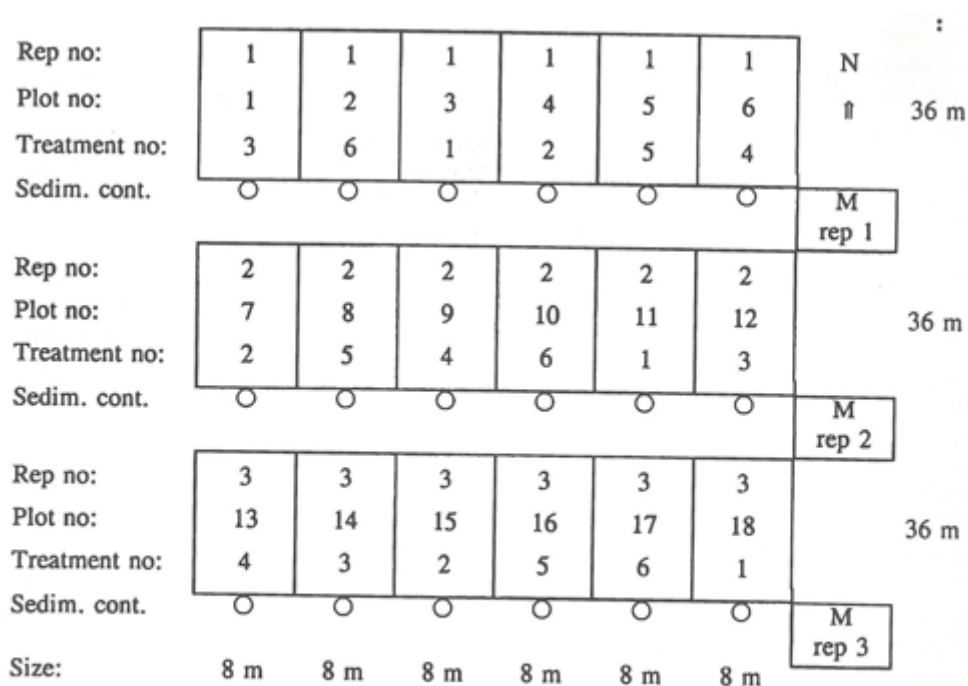 :
Rep no: 1 1 1 1 1 1 N
Plot no: 1 2 3 4 5 6 ⇑ 36 m
Treatment no: 3 6 1 2 5 4
Sedim. cont. M
rep 1
Rep no: 2 2 2 2 2 2
Plot no: 7 8 9 10 11 12 36 m
Treatment no: 2 5 4 6 1 3
Sedim. cont. M
rep 2
Rep no: 3 3 3 3 3 3
Plot no: 13 14 15 16 17 18 36 m
Treatment no: 4 3 2 5 6 1
Sedim. cont. M
rep 3
Size: 8 m 8 m 8 m 8 m 8 m 8 m